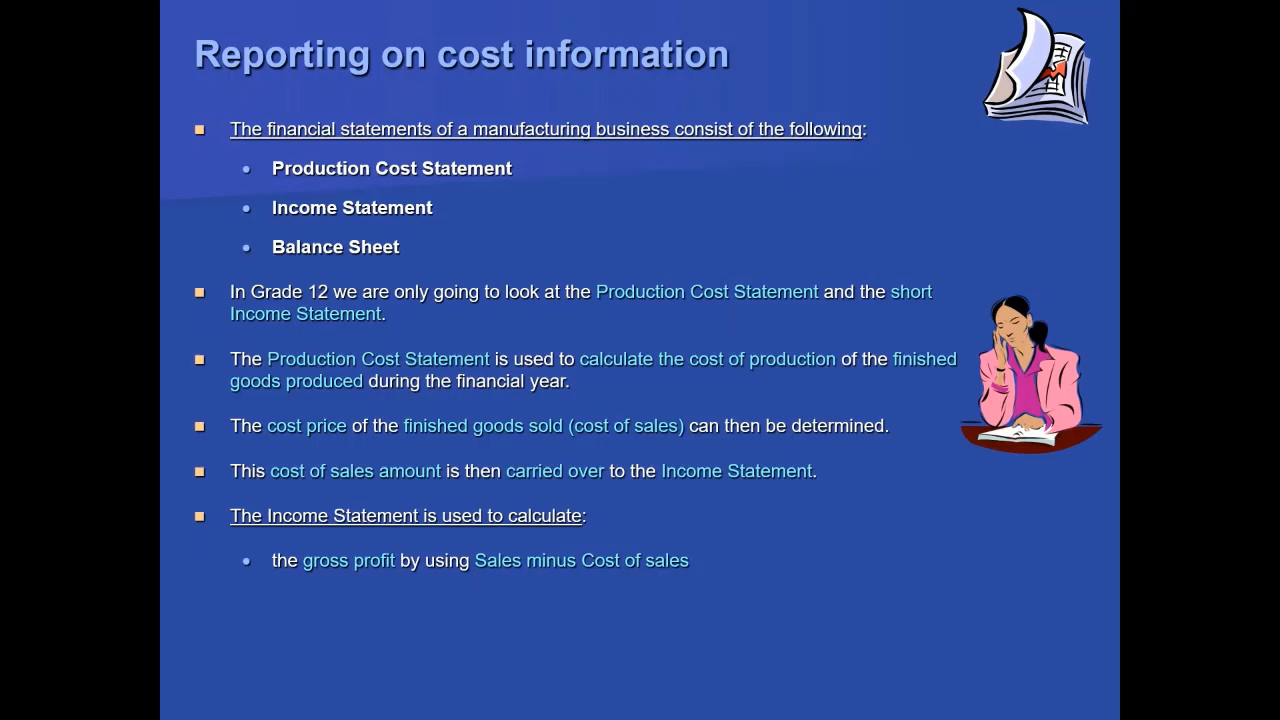 Reporting on cost information
The financial statements of a manufacturing business consist of the following:
Production Cost Statement
Income Statement
Balance Sheet
In Grade 12 we are only going to look at the Production Cost Statement and the short
Income Statement.
The Production Cost Statement is used to calculate the cost of production of the finished
goods produced during the financial year.
The cost price of the finished goods sold (cost of sales) can then be determined.
This cost of sales amount is then carried over to the Income Statement.
The Income Statement is used to calculate:
the gross profit by using Sales minus Cost of sales